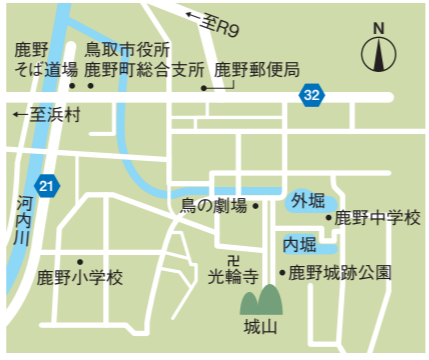 ←至R9
N
鹿野
そば道場
鳥取市役所
鹿野町総合支所
鹿野郵便局
32
←至浜村
21
河内川
鳥の劇場
外堀
鹿野中学校
内堀
鹿野小学校
卍
光輪寺
鹿野城跡公園
城山